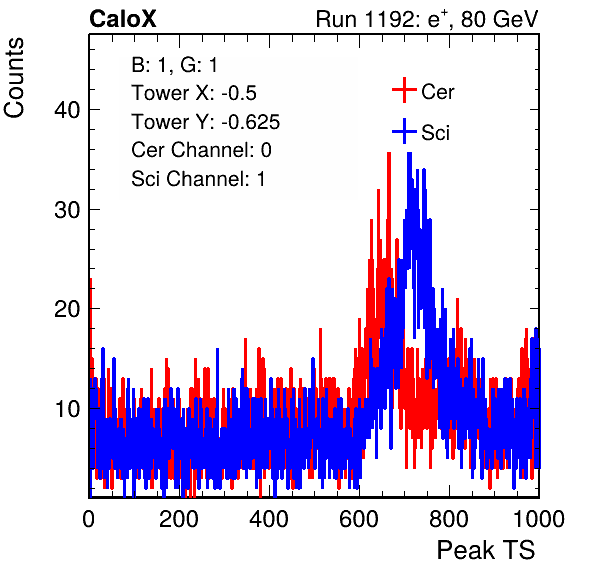 CaloX Run 1192: e+, 80 GeV
Counts
B: 1, G: 1
Tower X: -0.5
Tower Y: -0.625
Cer Channel: 0
Sci Channel: 1
Cer
Sci
40
30
20
10
0 200 400 600 800 1000
Peak TS